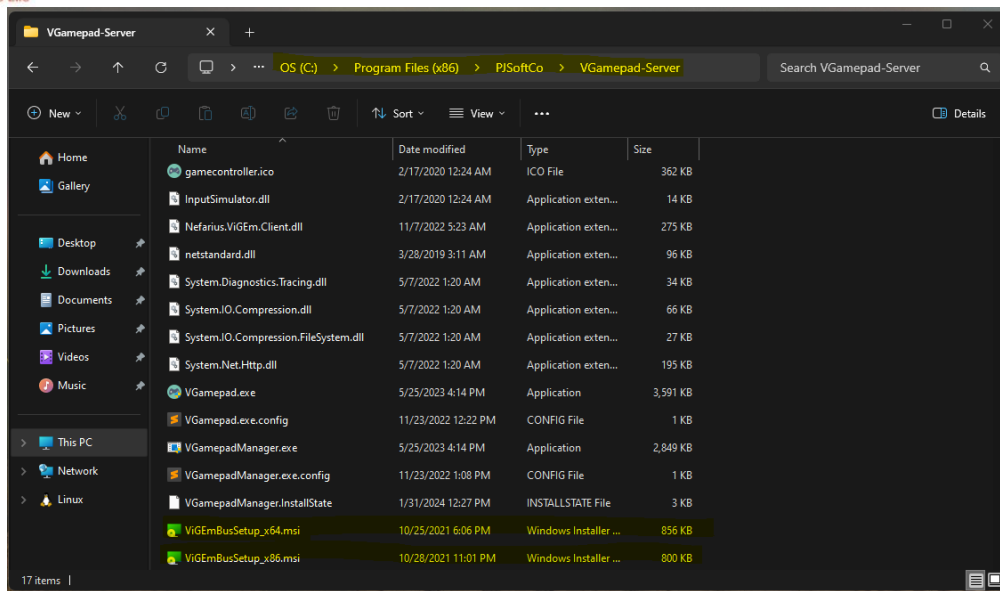 VGamepad-Server
OS (C:) > Program Files (x86) > PJSoftCo > VGamepad-Server
Search VGamepad-Server
New
Sort
View
Details
Home
Gallery
Desktop
Downloads
Documents
Pictures
Videos
Music
This PC
Network
Linux
Name Date modified Type Size
gamecontroller.ico 2/17/2020 12:24 AM ICO File 362 KB
InputSimulator.dll 2/17/2020 12:24 AM Application exten... 14 KB
Nefarius.ViGEm.Client.dll 11/7/2022 5:23 AM Application exten... 275 KB
netstandard.dll 3/28/2019 3:11 AM Application exten... 96 KB
System.Diagnostics.Tracing.dll 5/7/2022 1:20 AM Application exten... 34 KB
System.IO.Compression.dll 5/7/2022 1:20 AM Application exten... 66 KB
System.IO.Compression.FileSystem.dll 5/7/2022 1:20 AM Application exten... 27 KB
System.Net.Http.dll 5/7/2022 1:20 AM Application exten... 195 KB
VGamepad.exe 5/25/2023 4:14 PM Application 3,591 KB
VGamepad.exe.config 11/23/2022 12:22 PM CONFIG File 1 KB
VGamepadManager.exe 5/25/2023 4:14 PM Application 2,849 KB
VGamepadManager.exe.config 11/23/2022 1:08 PM CONFIG File 1 KB
VGamepadManager.InstallState 1/31/2024 12:27 PM INSTALLSTATE File 3 KB
ViGEmBusSetup_x64.msi 10/25/2021 6:06 PM Windows Installer ... 856 KB
ViGEmBusSetup_x86.msi 10/28/2021 11:01 PM Windows Installer ... 800 KB
17 items